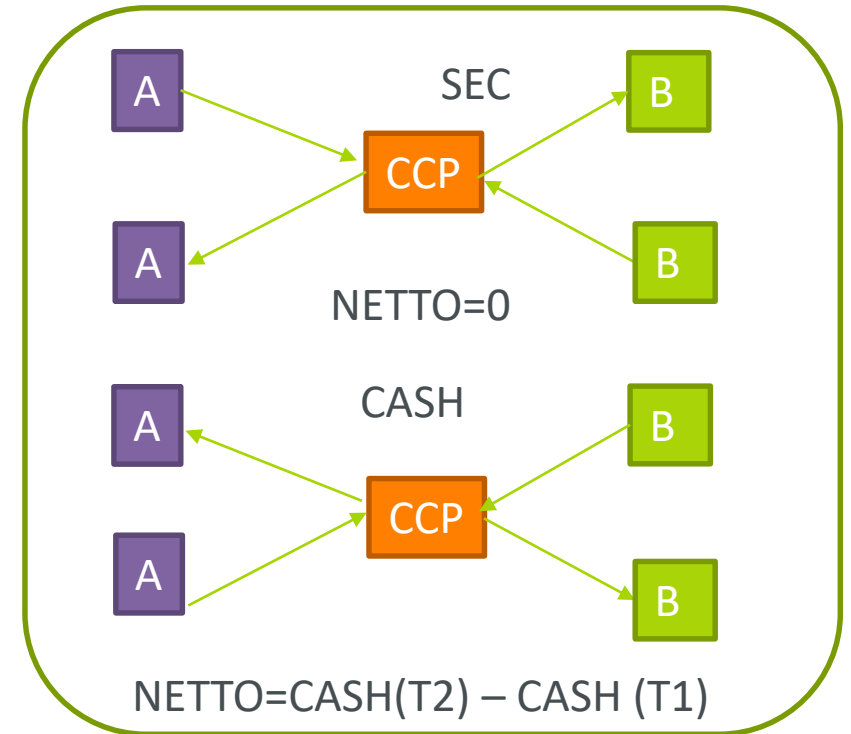 A
SEC
B
CCP
A
B
NETTO=0
A
CASH
B
CCP
A
B
NETTO=CASH(T2) – CASH (T1)